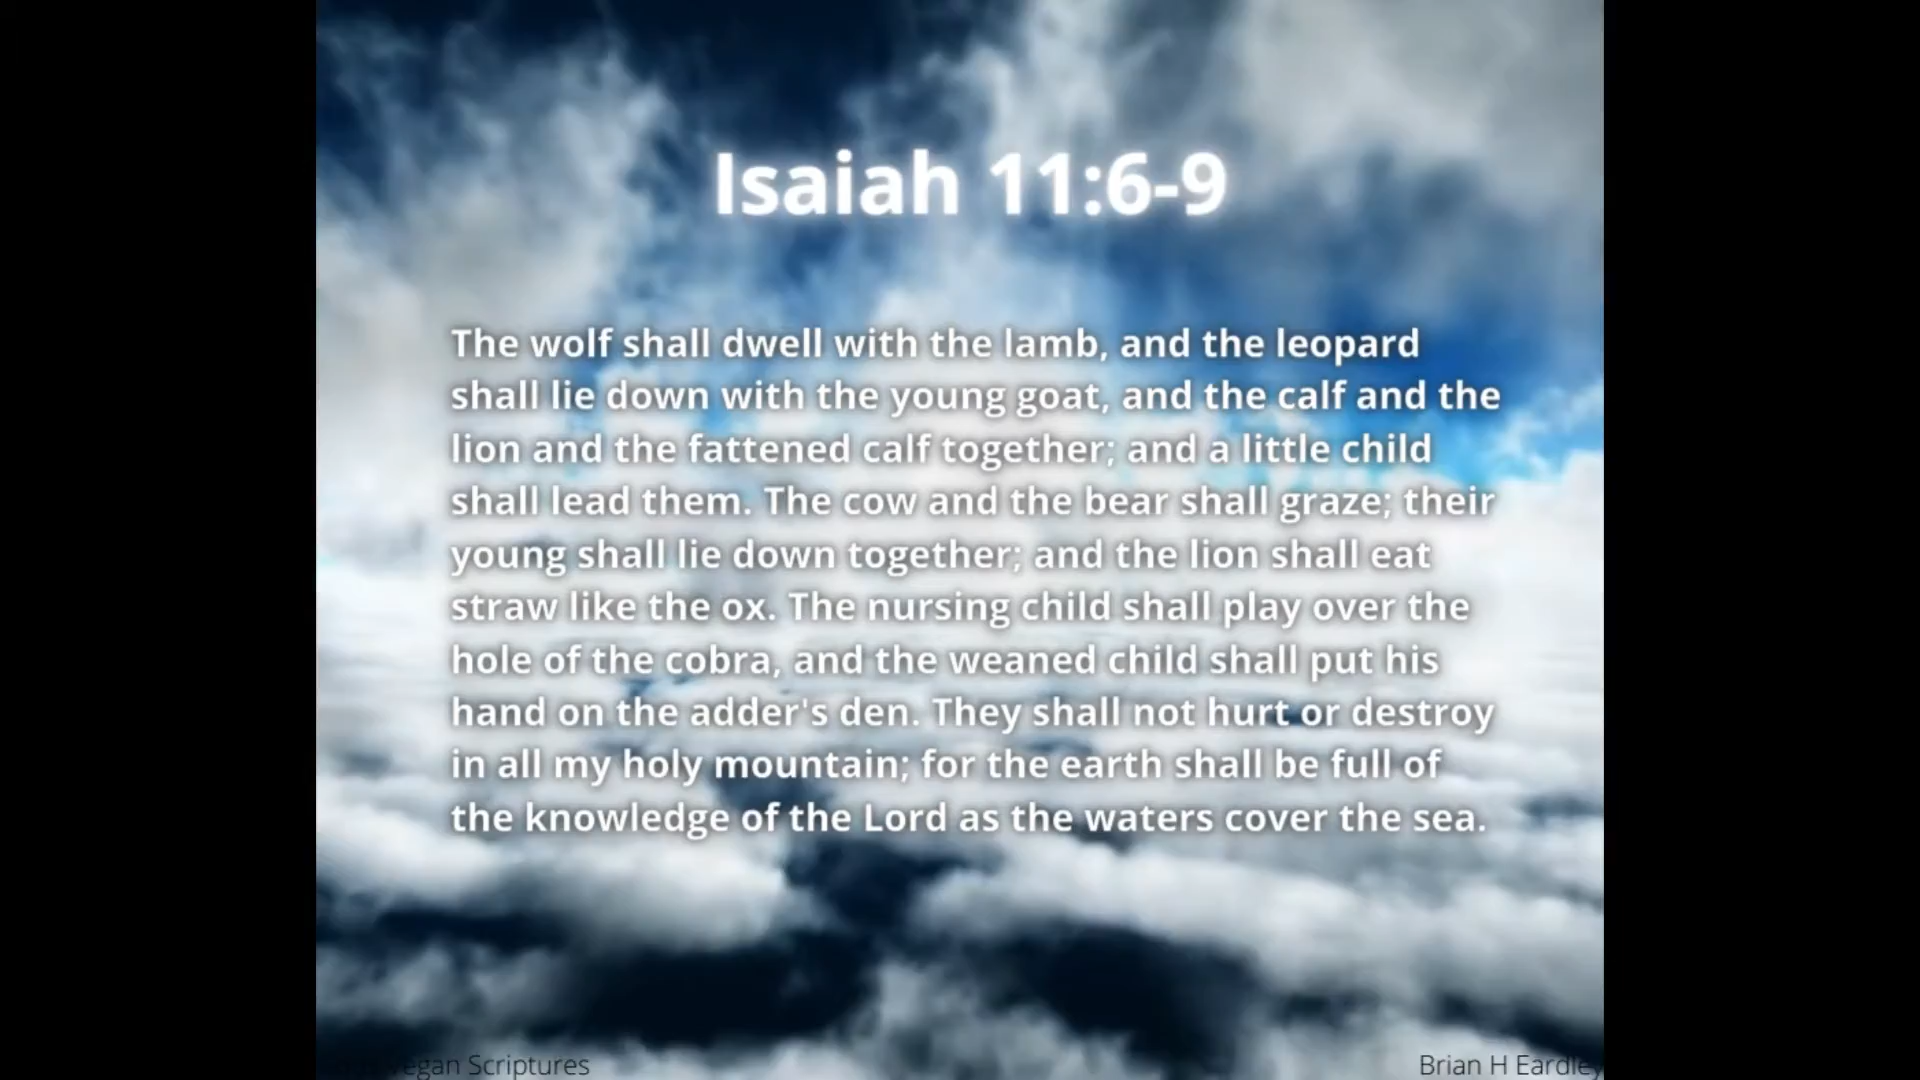 Isaiah 11:6-9
The wolf shall dwell with the lamb, and the leopard
shall lie down with the young goat, and the calf and the
lion and the fattened calf together; and a little child
shall lead them. The cow and the bear shall graze; their
young shall lie down together; and the lion shall eat
straw like the ox. The nursing child shall play over the
hole of the cobra, and the weaned child shall put his
hand on the adder's den. They shall not hurt or destroy
in all my holy mountain; for the earth shall be full of
the knowledge of the Lord as the waters cover the sea.
Vegan Scriptures
Brian H Eardley